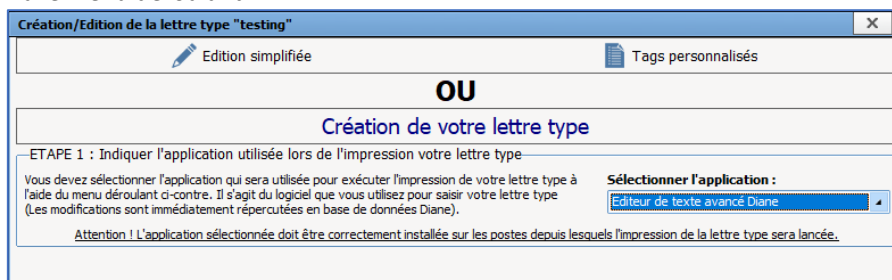 Création/Edition de la lettre type "testing"
Edition simplifiée
Tags personnalisés
OU
Création de votre lettre type
ETAPE 1 : Indiquer l'application utilisée lors de l'impression votre lettre type
Vous devez sélectionner l'application qui sera utilisée pour exécuter l'impression de votre lettre type à
l'aide du menu déroulant ci-contre. Il s'agit du logiciel que vous utilisez pour saisir votre lettre type
(Les modifications sont immédiatement répercutées en base de données Diane).
Sélectionner l'application :
Editeur de texte avancé Diane
Attention ! L'application sélectionnée doit être correctement installée sur les postes depuis lesquels l'impression de la lettre type sera lancée.